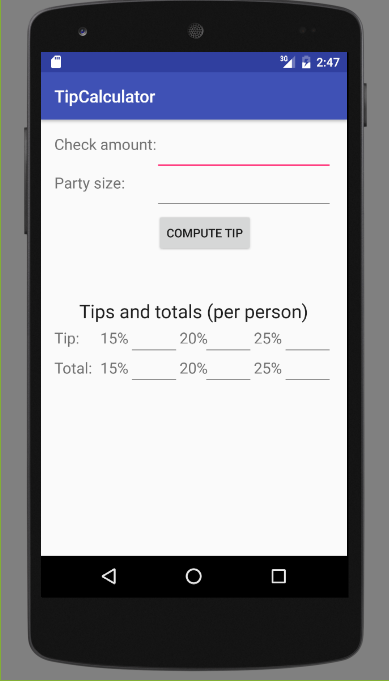 3G 2:47
TipCalculator
Check amount:
Party size:
COMPUTE TIP
Tips and totals (per person)
Tip: 15% 20% 25%
Total: 15% 20% 25%